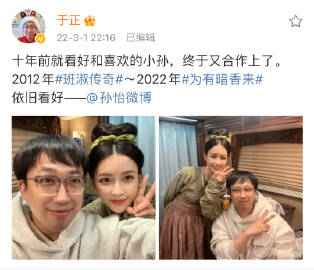 于正
22-3-1 22:16 已编辑
十年前就看好和喜欢的小孙，终于又合作上了。
2012年#班淑传奇#～2022年#为有暗香来#
依旧看好——@孙怡微博